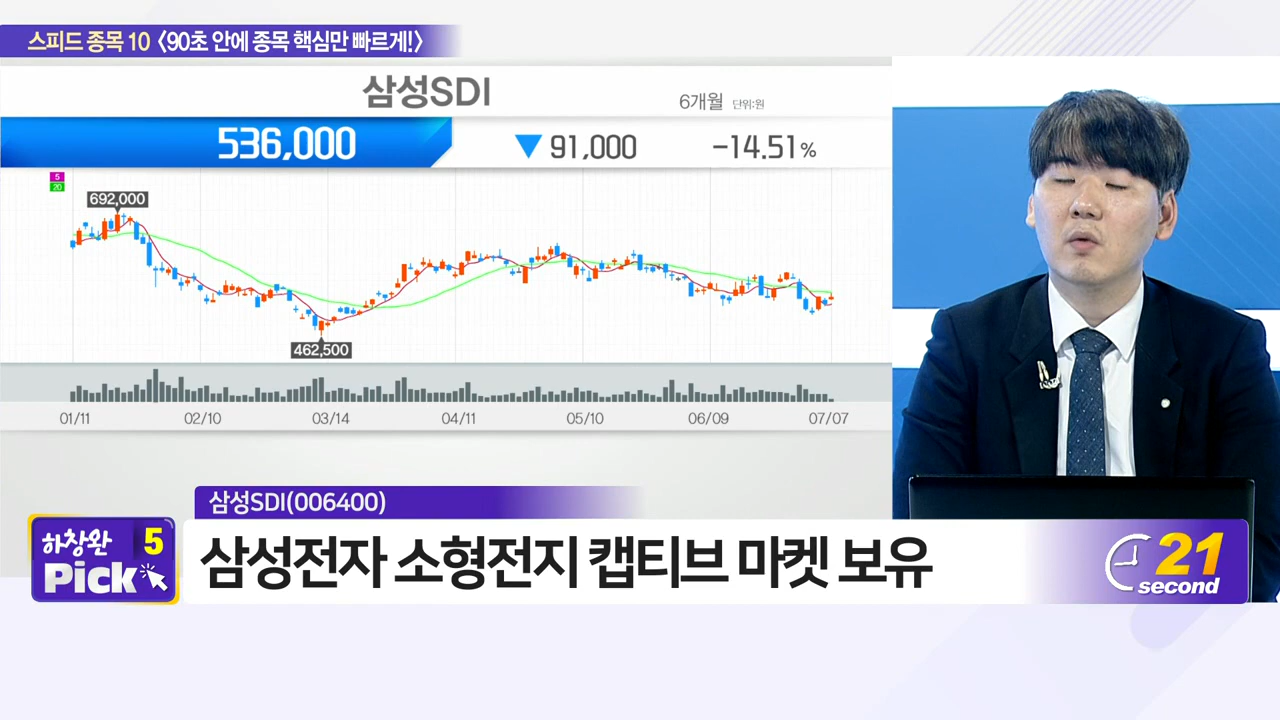 스피드 종목 10 〈90초 안에 종목 핵심만 빠르게!〉
삼성SDI
6개월 단위:원
536,000 ▼ 91,000 -14.51%
5
20
692,000
462,500
01/11 02/10 03/14 04/11 05/10 06/09 07/07
삼성SDI(006400)
하창완 5
Pick
삼성전자 소형전지 캡티브 마켓 보유
21
second